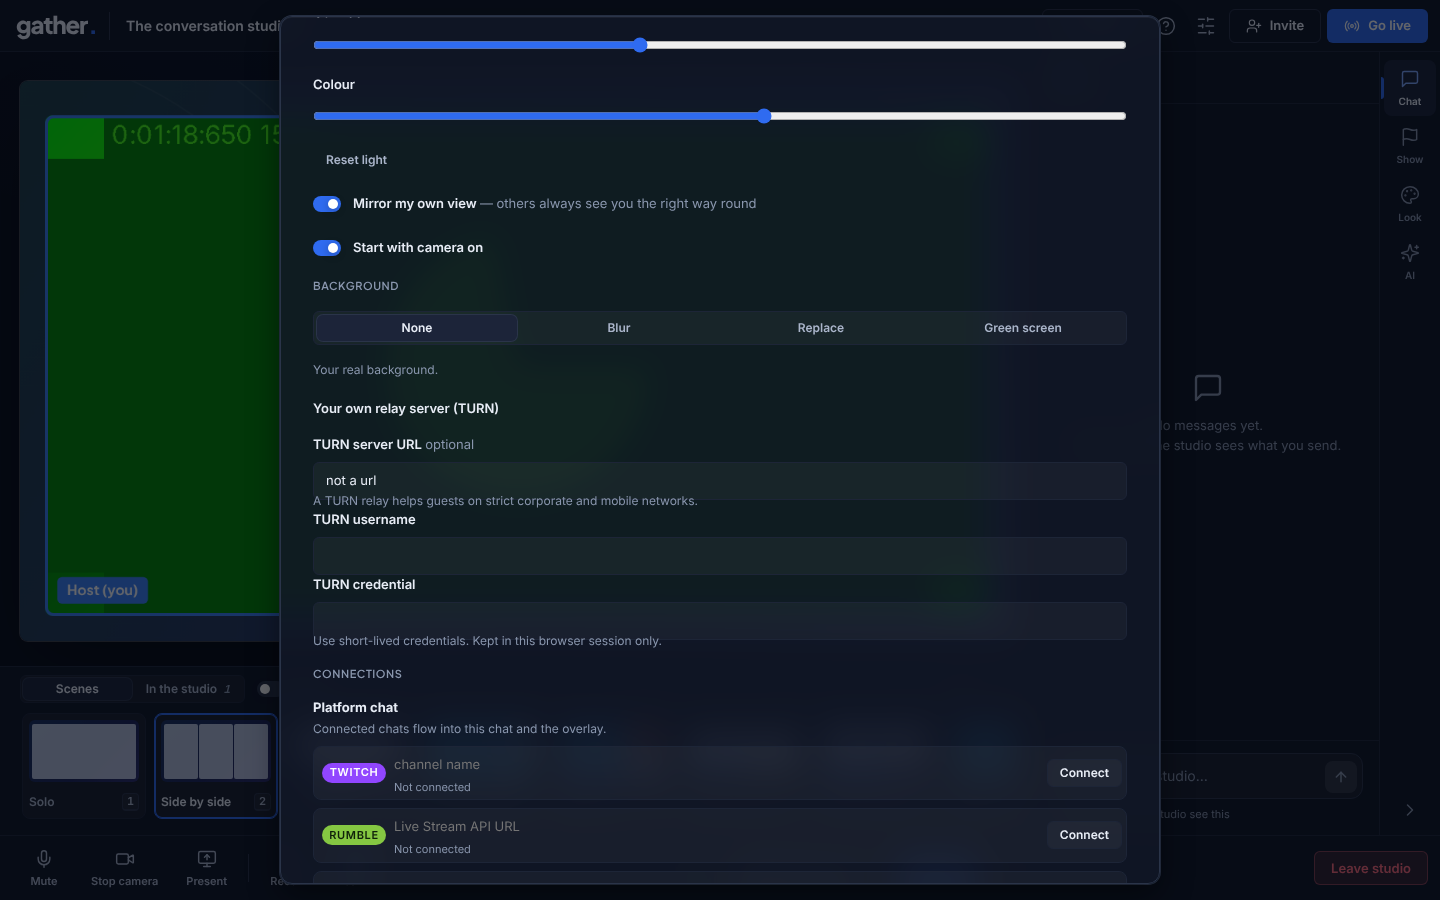 gather.
The conversation studi
Invite
Go live
Colour
Reset light
Mirror my own view — others always see you the right way round
Start with camera on
BACKGROUND
None
Blur
Replace
Green screen
Your real background.
Your own relay server (TURN)
TURN server URL optional
not a url
A TURN relay helps guests on strict corporate and mobile networks.
TURN username
TURN credential
Use short-lived credentials. Kept in this browser session only.
CONNECTIONS
Platform chat
Connected chats flow into this chat and the overlay.
TWITCH
channel name
Not connected
Connect
RUMBLE
Live Stream API URL
Not connected
Connect
0:01:18:650 15
Host (you)
Scenes
In the studio 1
Solo 1
Side by side 2
Mute
Stop camera
Present
Re
Chat
Show
Look
AI
o messages yet.
e studio sees what you send.
studio...
tudio see this
Leave studio